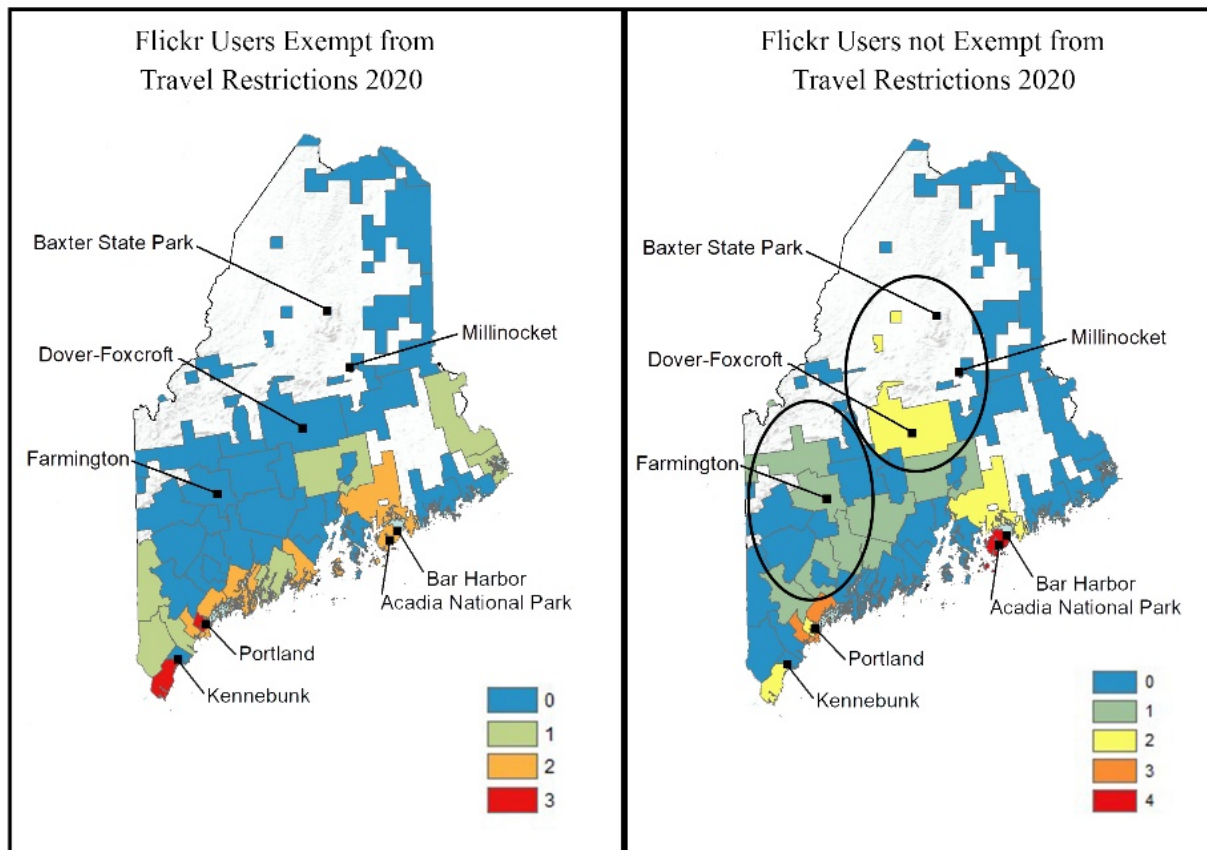 Flickr Users Exempt from
Travel Restrictions 2020
Baxter State Park
Millinocket
Dover-Foxcroft
Farmington
Bar Harbor
Acadia National Park
Portland
Kennebunk
0
1
2
3
Flickr Users not Exempt from
Travel Restrictions 2020
Baxter State Park
Millinocket
Dover-Foxcroft
Farmington
Bar Harbor
Acadia National Park
Portland
Kennebunk
0
1
2
3
4